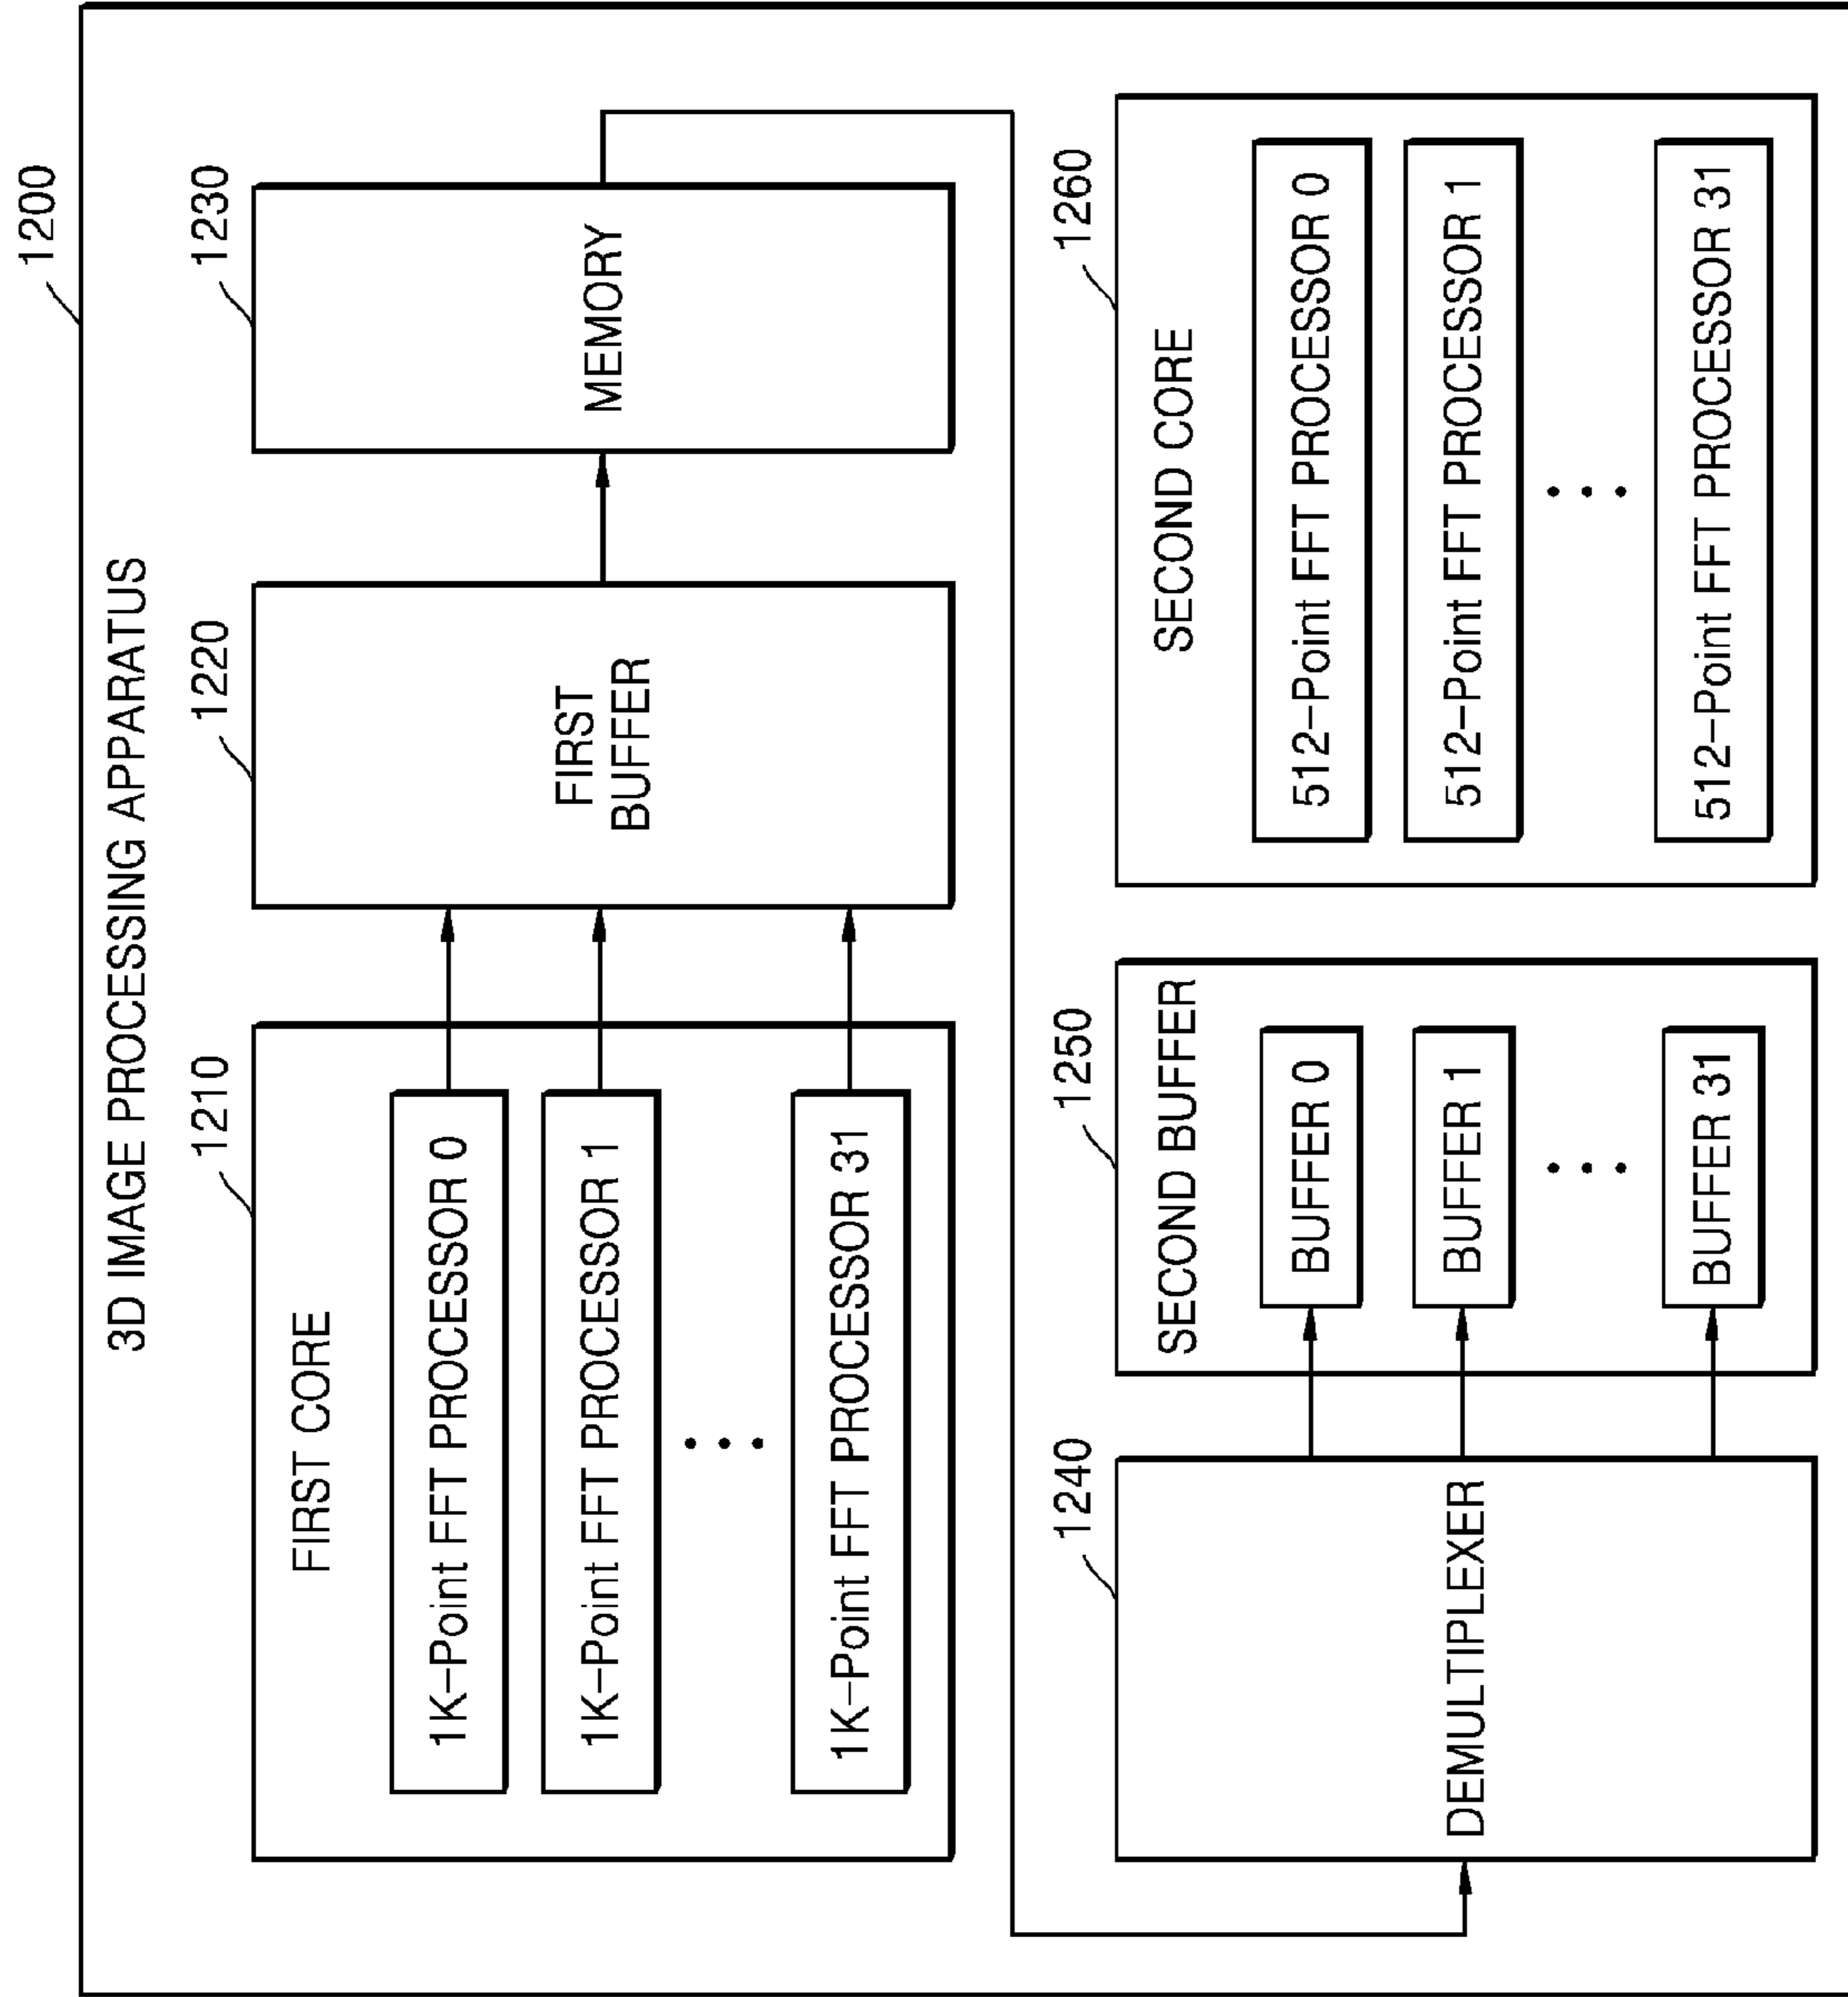 1200
3D IMAGE PROCESSING APPARATUS
1210
FIRST CORE
1K-Point FFT PROCESSOR 0
1K-Point FFT PROCESSOR 1
1K-Point FFT PROCESSOR 31
1220
FIRST
BUFFER
1230
MEMORY
1240
DEMULTIPLEXER
1250
SECOND BUFFER
BUFFER 0
BUFFER 1
BUFFER 31
1260
SECOND CORE
512-Point FFT PROCESSOR 0
512-Point FFT PROCESSOR 1
512-Point FFT PROCESSOR 31